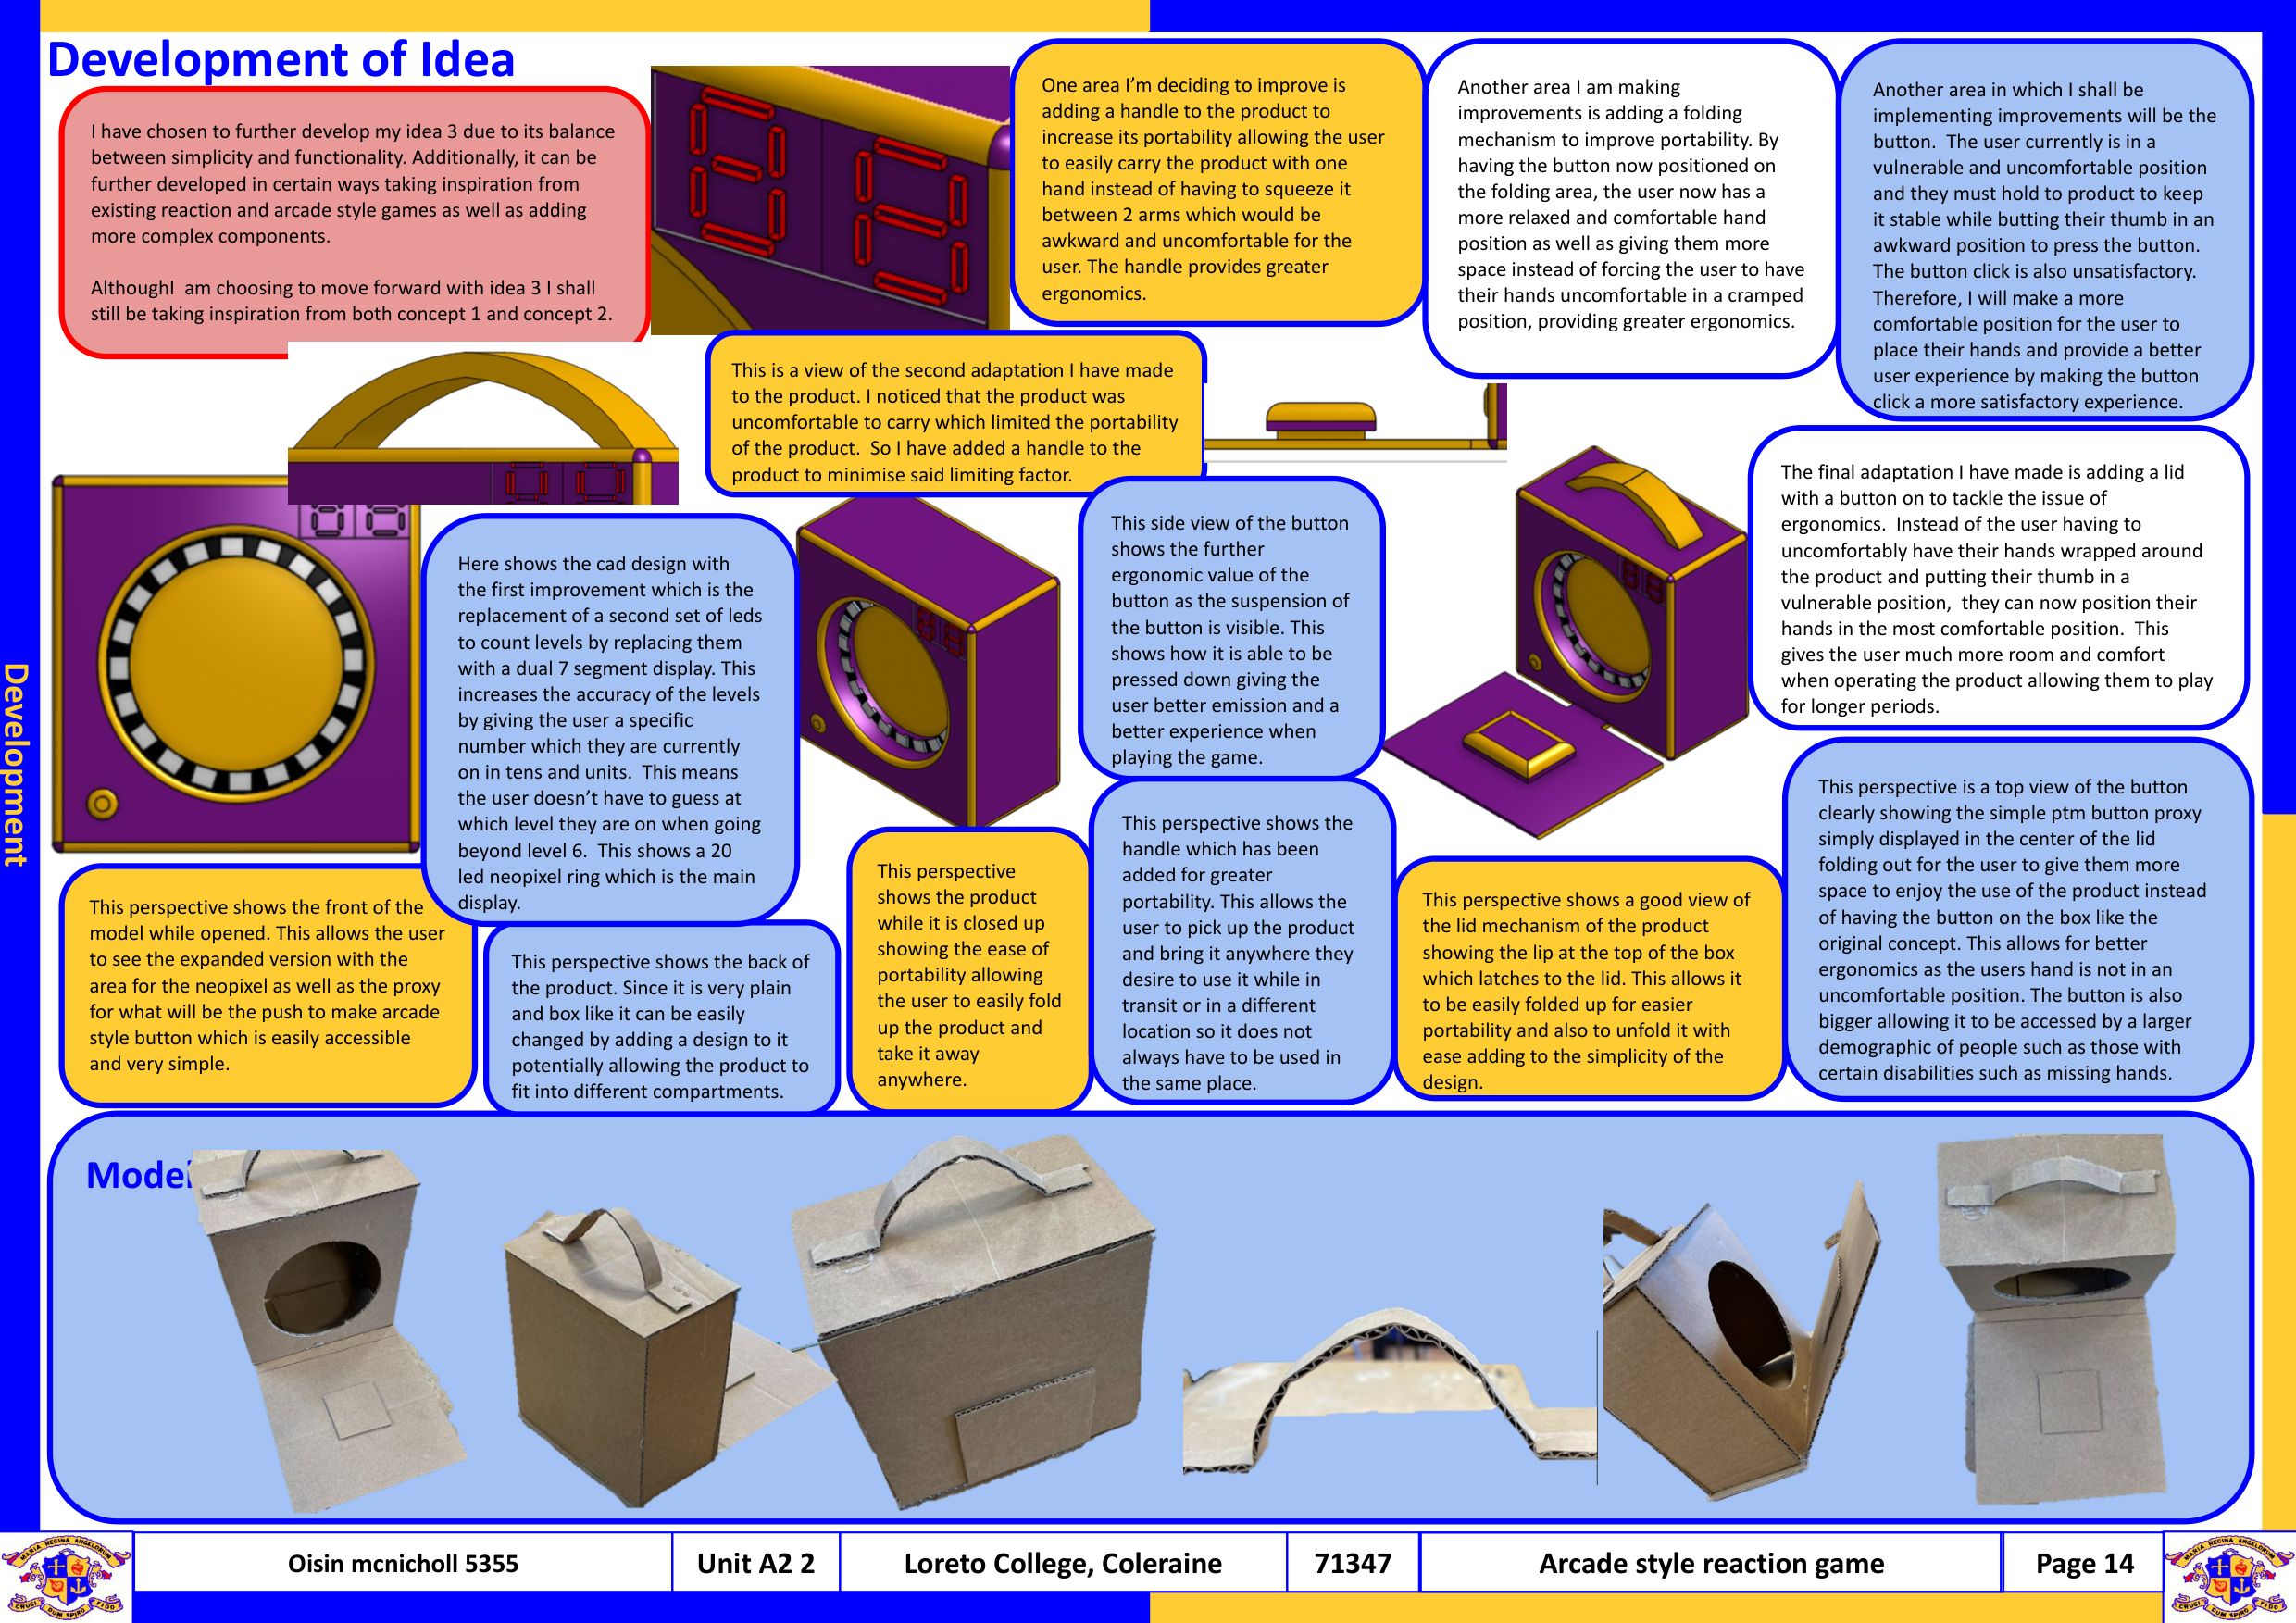 Development of Idea
I have chosen to further develop my idea 3 due to its balance
between simplicity and functionality. Additionally, it can be
further developed in certain ways taking inspiration from
existing reaction and arcade style games as well as adding
more complex components.
AlthoughI  am choosing to move forward with idea 3 I shall
still be taking inspiration from both concept 1 and concept 2.
One area I’m deciding to improve is
adding a handle to the product to
increase its portability allowing the user
to easily carry the product with one
hand instead of having to squeeze it
between 2 arms which would be
awkward and uncomfortable for the
user. The handle provides greater
ergonomics.
Another area I am making
improvements is adding a folding
mechanism to improve portability. By
having the button now positioned on
the folding area, the user now has a
more relaxed and comfortable hand
position as well as giving them more
space instead of forcing the user to have
their hands uncomfortable in a cramped
position, providing greater ergonomics.
Another area in which I shall be
implementing improvements will be the
button.  The user currently is in a
vulnerable and uncomfortable position
and they must hold to product to keep
it stable while butting their thumb in an
awkward position to press the button.
The button click is also unsatisfactory.
Therefore, I will make a more
comfortable position for the user to
place their hands and provide a better
user experience by making the button
click a more satisfactory experience.
This is a view of the second adaptation I have made
to the product. I noticed that the product was
uncomfortable to carry which limited the portability
of the product.  So I have added a handle to the
product to minimise said limiting factor.
The final adaptation I have made is adding a lid
with a button on to tackle the issue of
ergonomics.  Instead of the user having to
uncomfortably have their hands wrapped around
the product and putting their thumb in a
vulnerable position,  they can now position their
hands in the most comfortable position.  This
gives the user much more room and comfort
when operating the product allowing them to play
for longer periods.
Here shows the cad design with
the first improvement which is the
replacement of a second set of leds
to count levels by replacing them
with a dual 7 segment display. This
increases the accuracy of the levels
by giving the user a specific
number which they are currently
on in tens and units.  This means
the user doesn’t have to guess at
which level they are on when going
beyond level 6.  This shows a 20
led neopixel ring which is the main
display.
This side view of the button
shows the further
ergonomic value of the
button as the suspension of
the button is visible. This
shows how it is able to be
pressed down giving the
user better emission and a
better experience when
playing the game.
This perspective shows the front of the
model while opened. This allows the user
to see the expanded version with the
area for the neopixel as well as the proxy
for what will be the push to make arcade
style button which is easily accessible
and very simple.
This perspective shows the back of
the product. Since it is very plain
and box like it can be easily
changed by adding a design to it
potentially allowing the product to
fit into different compartments.
This perspective
shows the product
while it is closed up
showing the ease of
portability allowing
the user to easily fold
up the product and
take it away
anywhere.
This perspective shows the
handle which has been
added for greater
portability. This allows the
user to pick up the product
and bring it anywhere they
desire to use it while in
transit or in a different
location so it does not
always have to be used in
the same place.
This perspective shows a good view of
the lid mechanism of the product
showing the lip at the top of the box
which latches to the lid. This allows it
to be easily folded up for easier
portability and also to unfold it with
ease adding to the simplicity of the
design.
This perspective is a top view of the button
clearly showing the simple ptm button proxy
simply displayed in the center of the lid
folding out for the user to give them more
space to enjoy the use of the product instead
of having the button on the box like the
original concept. This allows for better
ergonomics as the users hand is not in an
uncomfortable position. The button is also
bigger allowing it to be accessed by a larger
demographic of people such as those with
certain disabilities such as missing hands.
Development
Model
Oisin mcnicholl 5355
Unit A2 2
Loreto College, Coleraine
71347
Arcade style reaction game
Page 14
MARIA REGINA ANGELORUM
CRUCI DUM SPIRO FIDO
MARIA REGINA ANGELORUM
CRUCI DUM SPIRO FIDO